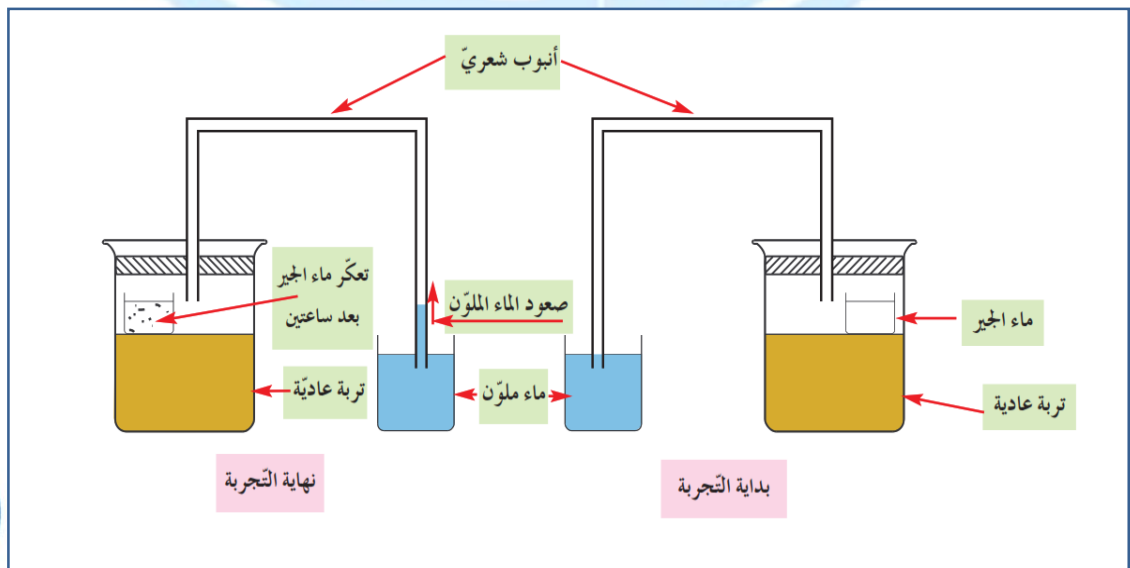 أنبوب شعريّ
ماء الجير
تربة عادية
بداية التّجربة
ماء ملوّن
صعود الماء الملوّن
تعكّر ماء الجير
بعد ساعتين
تربة عاديّة
نهاية التّجربة